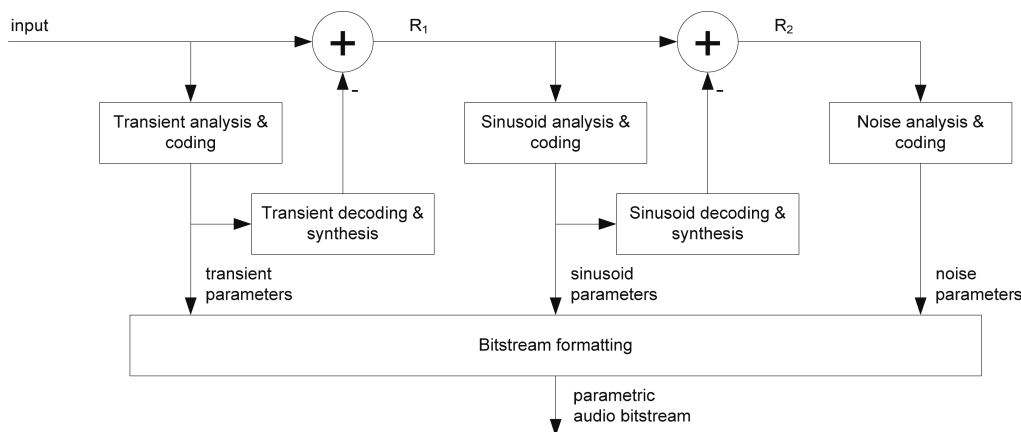 input
R₁
R₂
+
+
-
-
Transient analysis &
coding
Sinusoid analysis &
coding
Noise analysis &
coding
Transient decoding &
synthesis
Sinusoid decoding &
synthesis
transient
parameters
sinusoid
parameters
noise
parameters
Bitstream formatting
parametric
audio bitstream